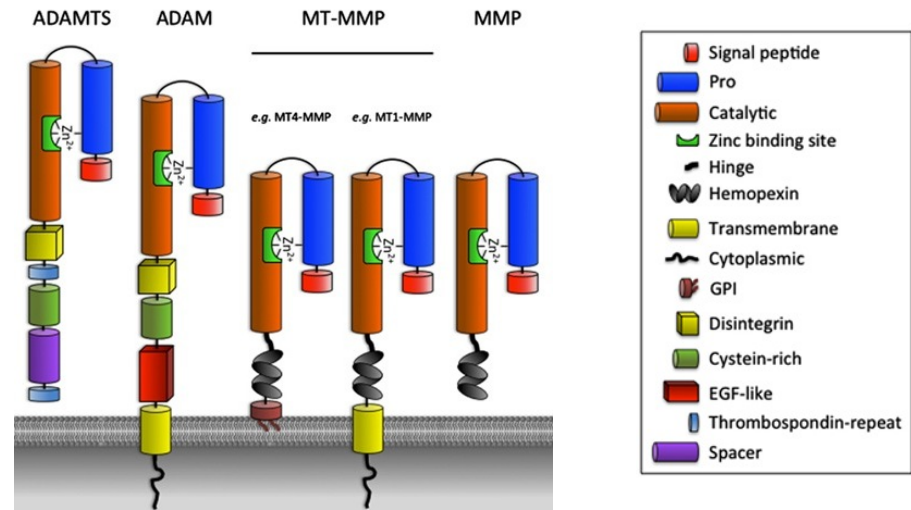 ADAMTS
ADAM
MT-MMP
MMP
e.g. MT4-MMP
e.g. MT1-MMP
Zn2+
Zn2+
Zn2+
Zn2+
Zn2+
Signal peptide
Pro
Catalytic
Zinc binding site
Hinge
Hemopexin
Transmembrane
Cytoplasmic
GPI
Disintegrin
Cystein-rich
EGF-like
Thrombospondin-repeat
Spacer